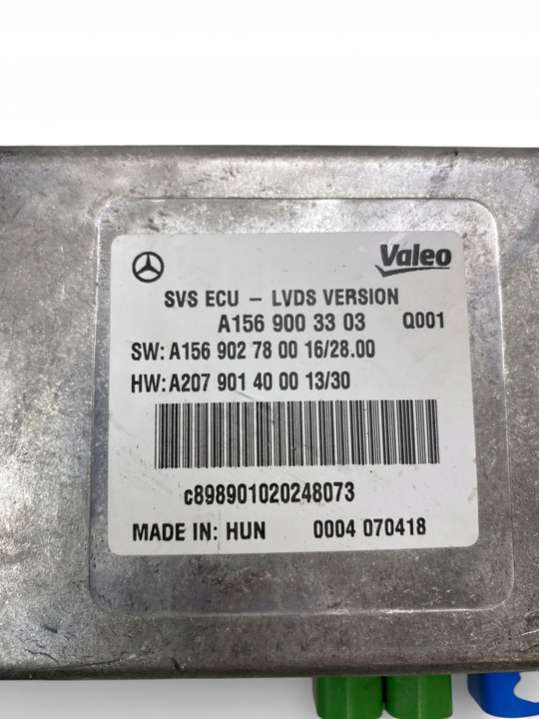 Valeo
SVS ECU - LVDS VERSION
A156 900 33 03 Q001
SW: A156 902 78 00 16/28.00
HW: A207 901 40 00 13/30
c898901020248073
MADE IN: HUN 0004 070418